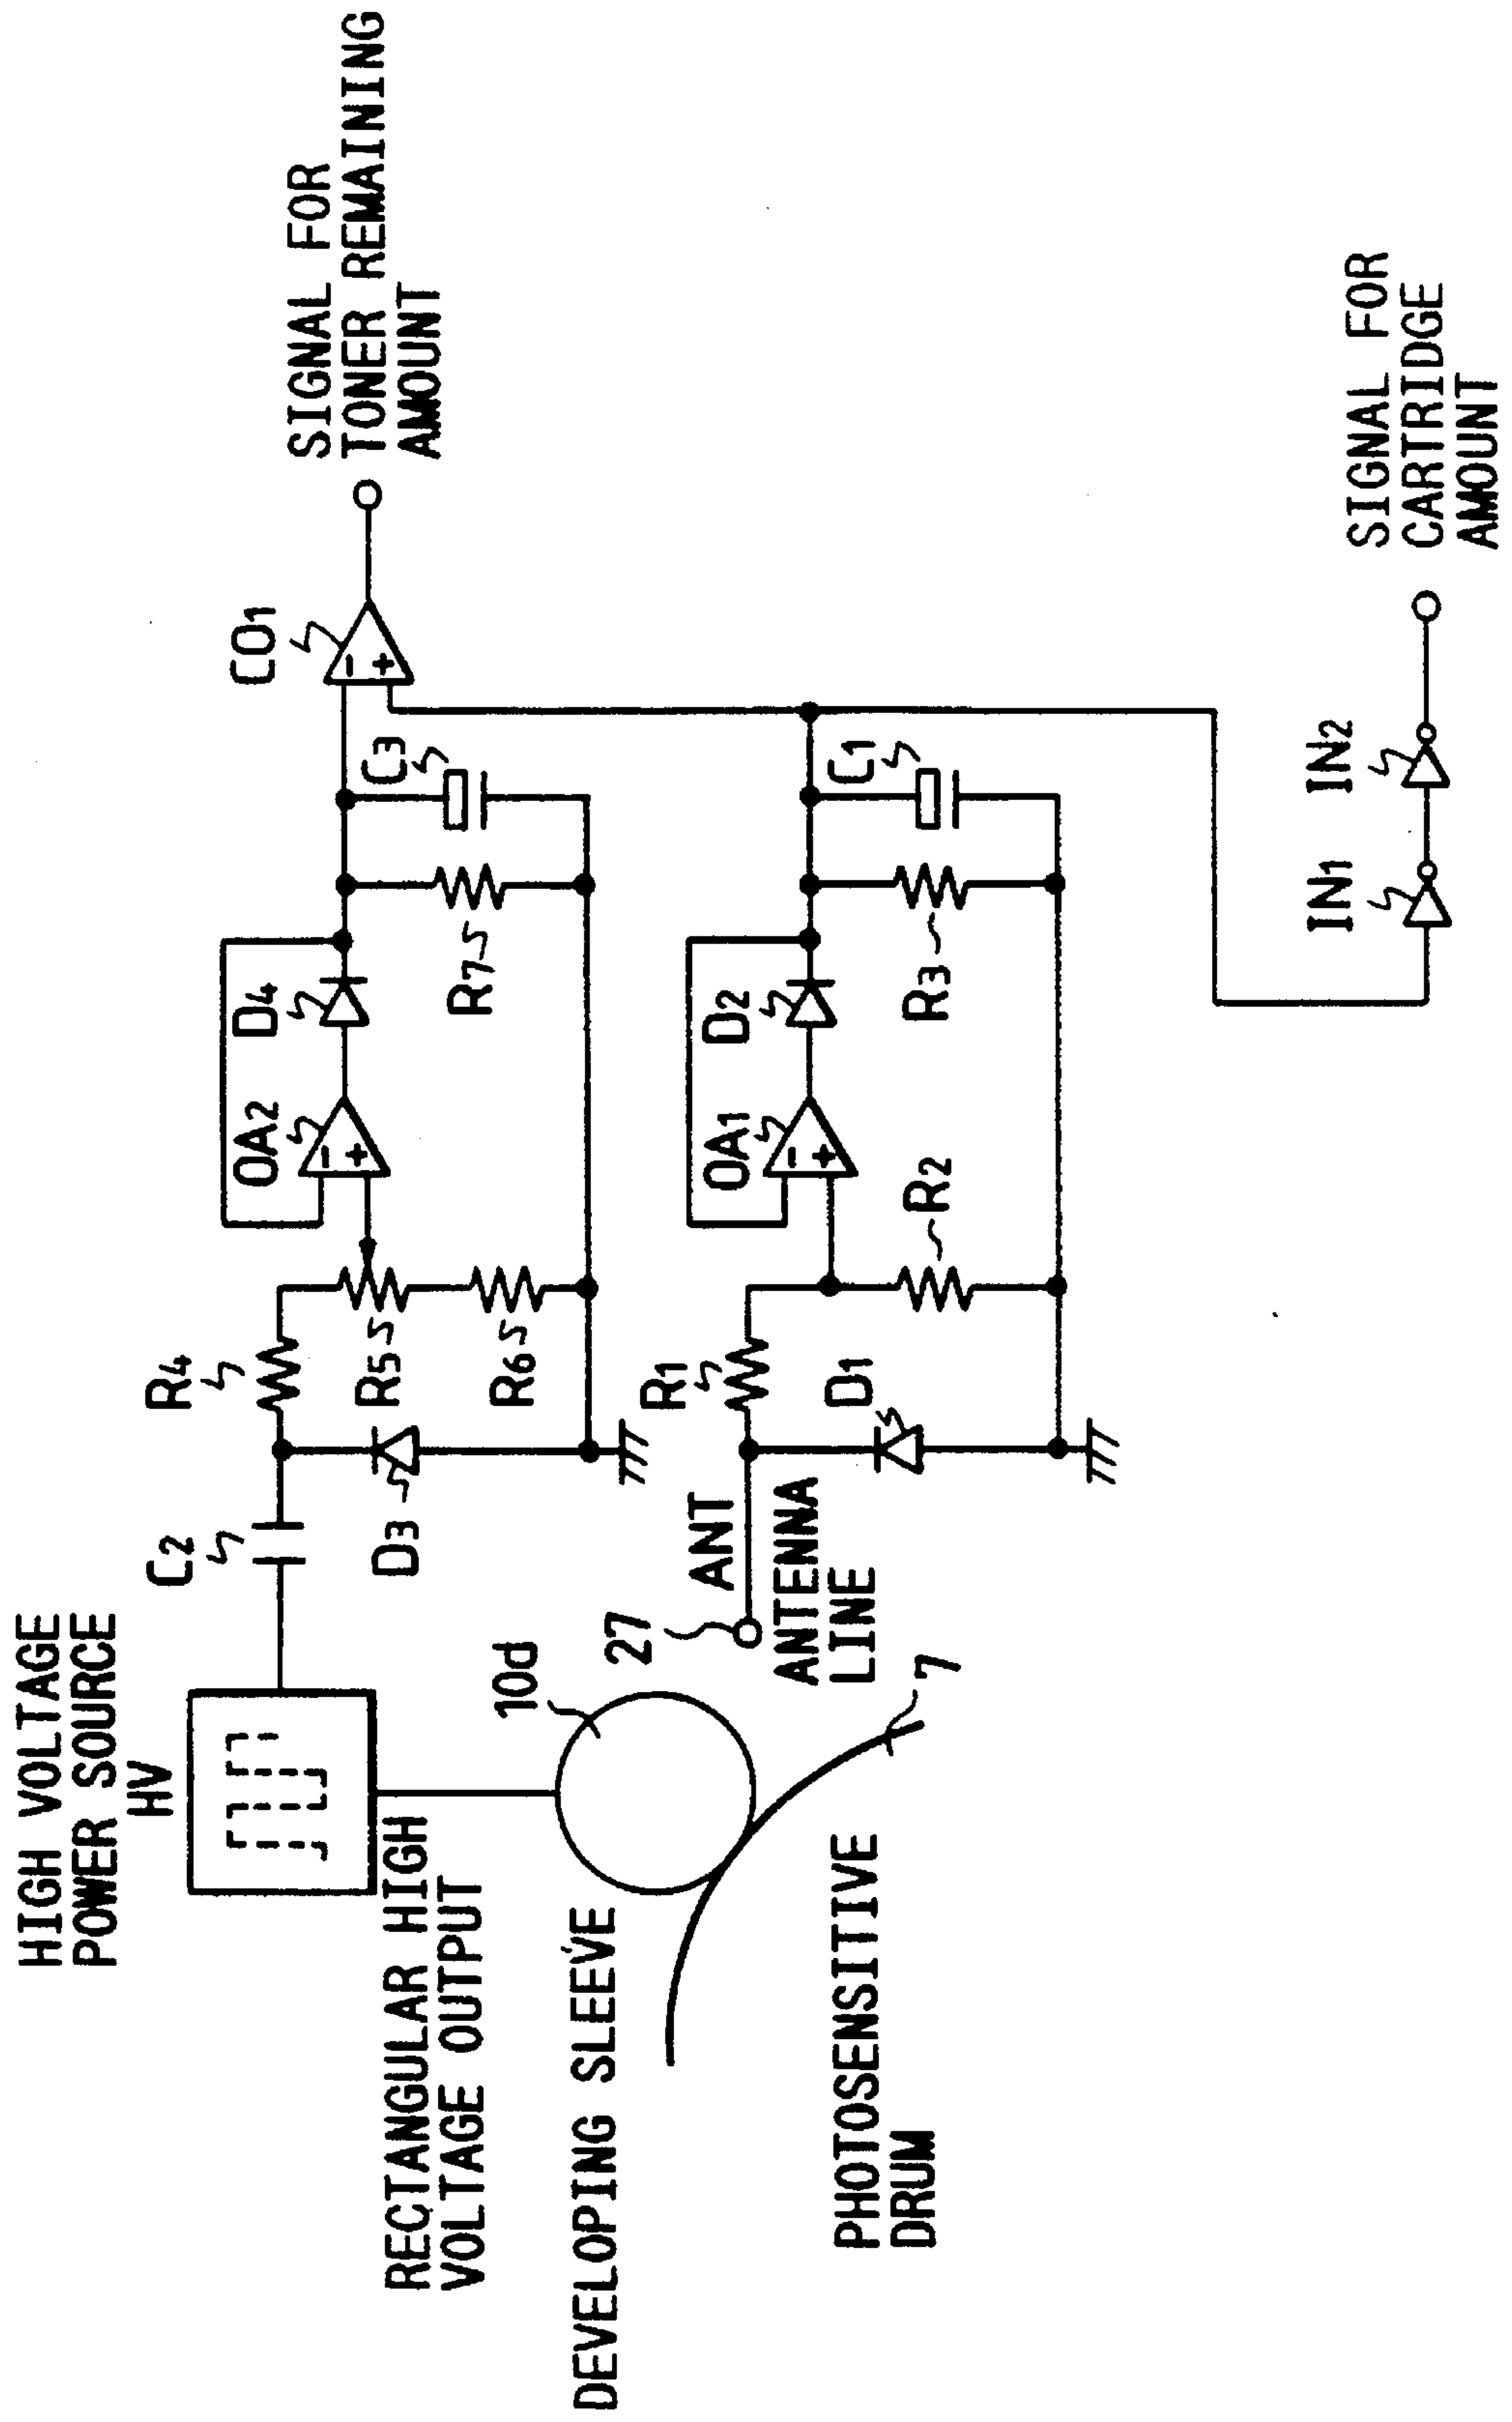 HIGH VOLTAGE
POWER SOURCE
HV
RECTANGULAR HIGH
VOLTAGE OUTPUT
DEVELOPING SLEEVE
PHOTOSENSITIVE
DRUM
10d
27
7
ANT
ANTENNA
LINE
C2
D3
R4
R5
R6
OA2
-
+
D4
R7
C3
CO1
-
+
SIGNAL FOR
TONER REMAINING
AMOUNT
R1
D1
R2
OA1
-
+
D2
R3
C1
IN1
IN2
SIGNAL FOR
CARTRIDGE
AMOUNT